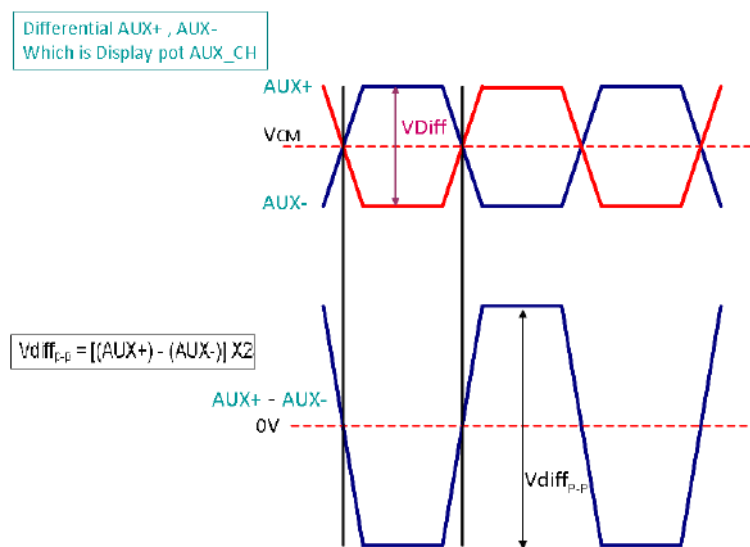 Differential AUX+ , AUX-
Which is Display pot AUX_CH
AUX+
VCM
VDiff
AUX-
Vdiffp-p = [(AUX+) - (AUX-)] X2
AUX+ - AUX-
0V
VdiffP-P